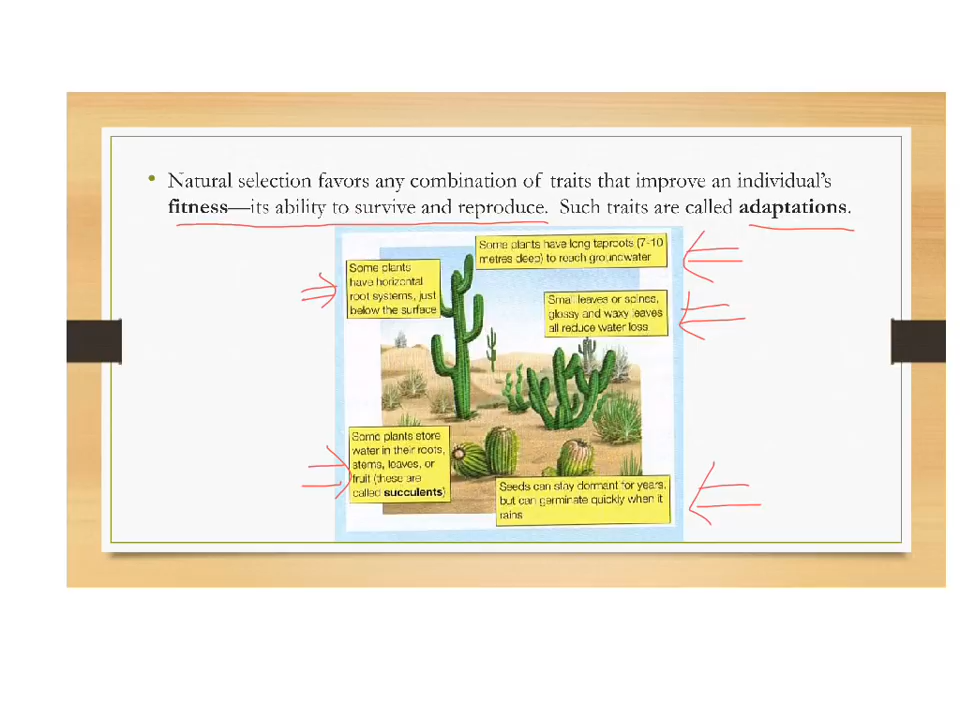 Natural selection favors any combination of traits that improve an individual's
fitness—its ability to survive and reproduce. Such traits are called adaptations.
Some plants have long taproots (7-10
metres deep) to reach groundwater
Some plants
have horizontal
root systems, just
below the surface
Small leaves or spines,
glossy and waxy leaves
all reduce water loss
Some plants store
water in their roots,
stems, leaves, or
fruit (these are
called succulents)
Seeds can stay dormant for years,
but can germinate quickly when it
rains